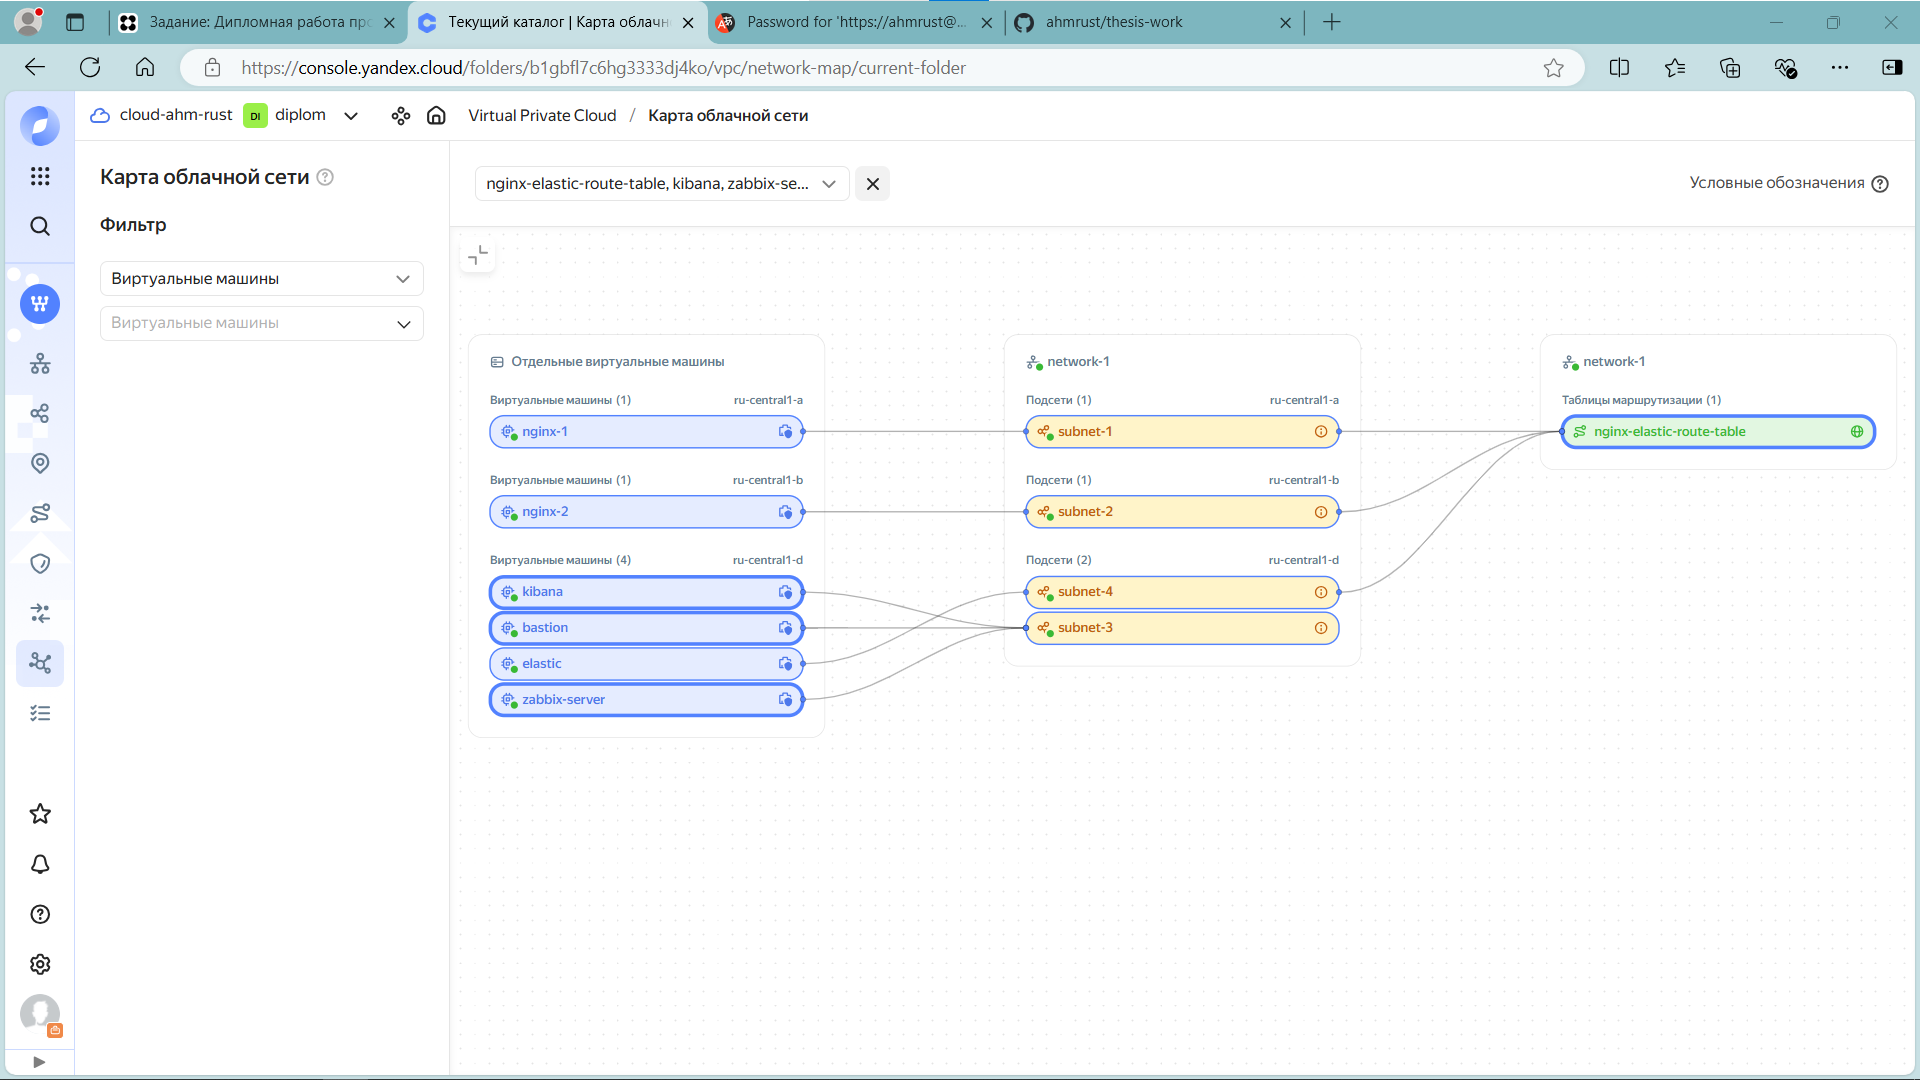 Задание: Дипломная работа пр
Текущий каталог | Карта облачн
Password for 'https://ahmrust@...
ahmrust/thesis-work
https://console.yandex.cloud/folders/b1gbfl7c6hg3333dj4ko/vpc/network-map/current-folder
cloud-ahm-rust DI diplom
Virtual Private Cloud / Карта облачной сети
Карта облачной сети
Фильтр
Виртуальные машины
Виртуальные машины
nginx-elastic-route-table, kibana, zabbix-se...
Условные обозначения
Отдельные виртуальные машины
Виртуальные машины (1) ru-central1-a
nginx-1
Виртуальные машины (1) ru-central1-b
nginx-2
Виртуальные машины (4) ru-central1-d
kibana
bastion
elastic
zabbix-server
network-1
Подсети (1) ru-central1-a
subnet-1
Подсети (1) ru-central1-b
subnet-2
Подсети (2) ru-central1-d
subnet-4
subnet-3
network-1
Таблицы маршрутизации (1)
nginx-elastic-route-table